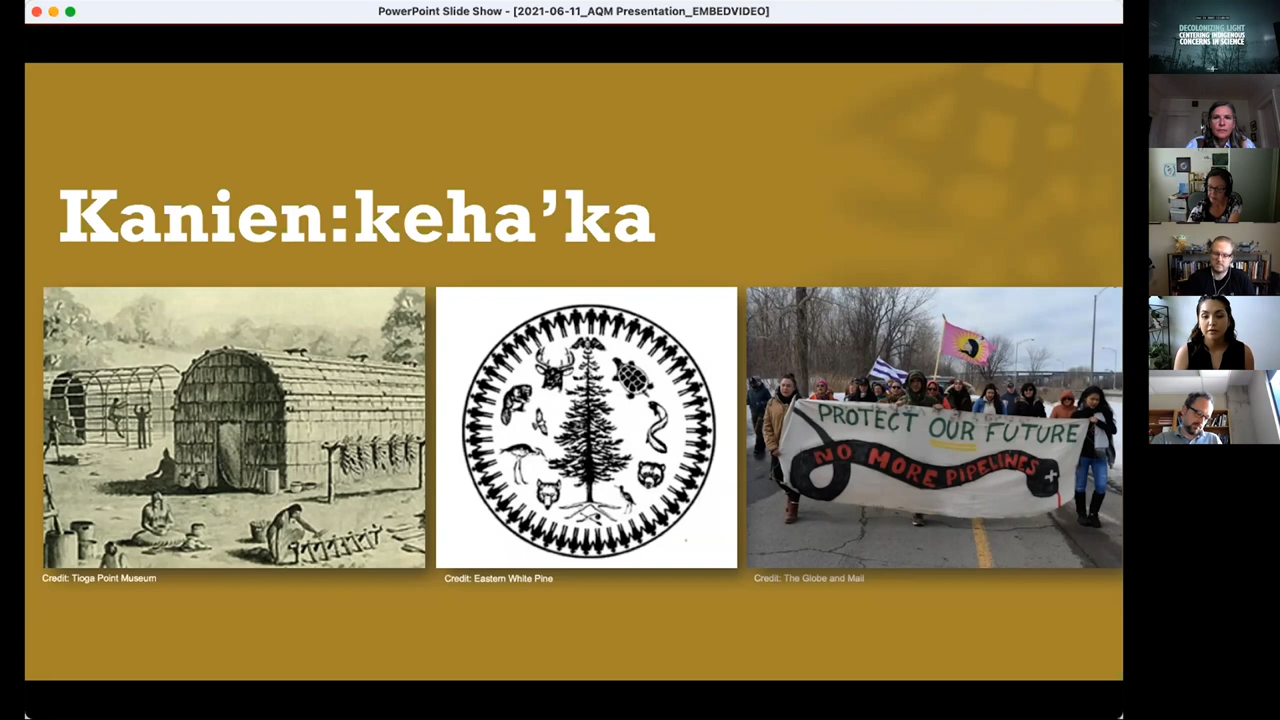 PowerPoint Slide Show - [2021-06-11_AQM Presentation_EMBEDVIDEO]
Kanien:keha’ka
PROTECT OUR FUTURE
NO MORE PIPELINES
Credit: Tioga Point Museum
Credit: Eastern White Pine
Credit: The Globe and Mail
DECOLONIZING LIGHT
CENTERING INDIGENOUS
CONCERNS IN SCIENCE